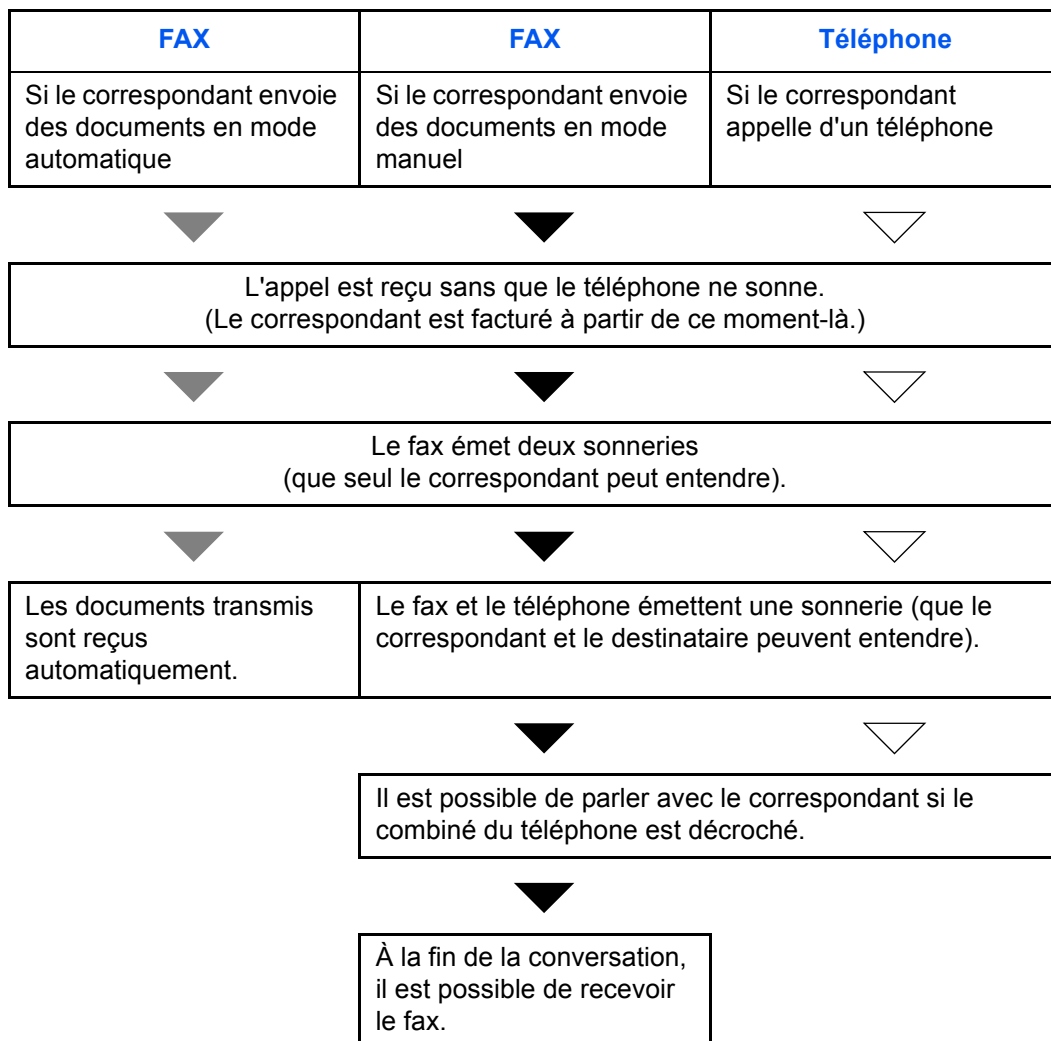 FAX
FAX
Téléphone
Si le correspondant envoie
des documents en mode
automatique
Si le correspondant envoie
des documents en mode
manuel
Si le correspondant
appelle d'un téléphone
L'appel est reçu sans que le téléphone ne sonne.
(Le correspondant est facturé à partir de ce moment-là.)
Le fax émet deux sonneries
(que seul le correspondant peut entendre).
Les documents transmis
sont reçus
automatiquement.
Le fax et le téléphone émettent une sonnerie (que le
correspondant et le destinataire peuvent entendre).
Il est possible de parler avec le correspondant si le
combiné du téléphone est décroché.
À la fin de la conversation,
il est possible de recevoir
le fax.